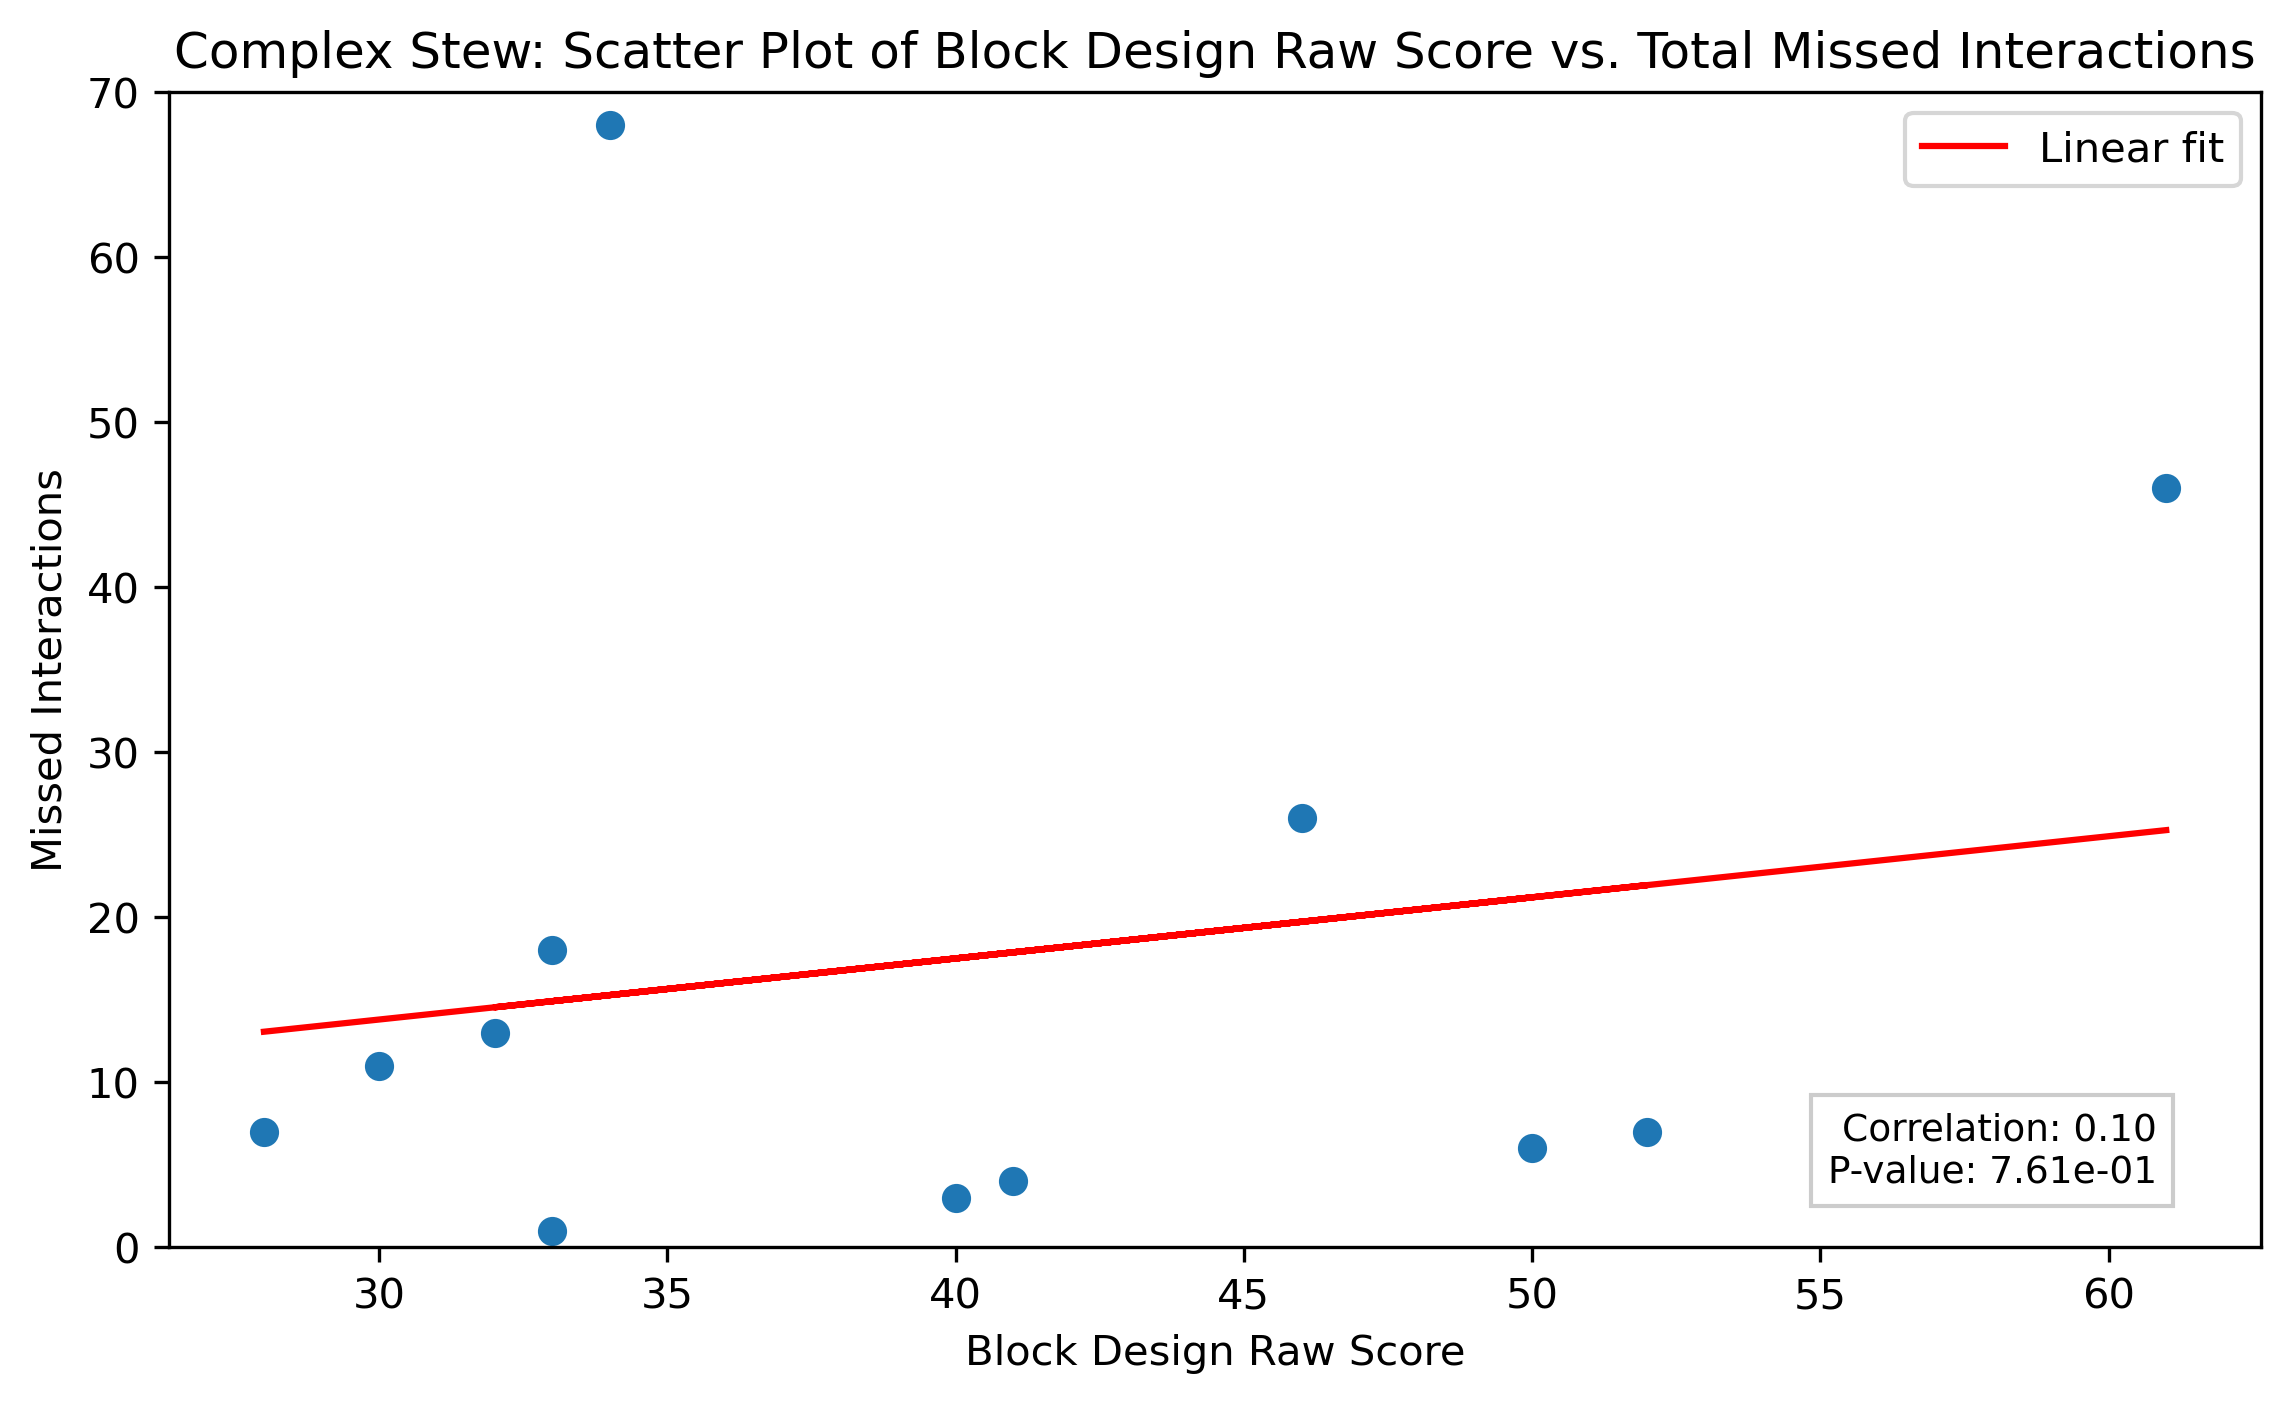 Complex Stew: Scatter Plot of Block Design Raw Score vs. Total Missed Interactions
Linear fit
Missed Interactions
70
60
50
40
30
20
10
0
Correlation: 0.10
P-value: 7.61e-01
30 35 40 45 50 55 60
Block Design Raw Score